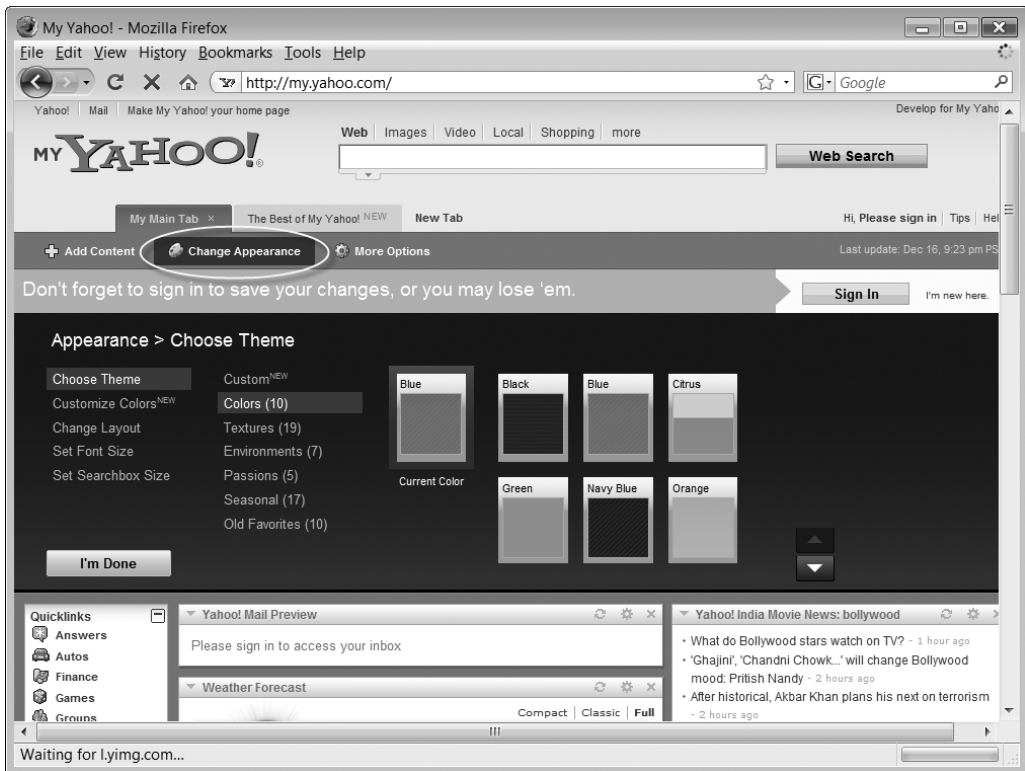 My Yahoo! - Mozilla Firefox
File Edit View History Bookmarks Tools Help
http://my.yahoo.com/
G Google
Yahoo! Mail Make My Yahoo! your home page
Develop for My Yaho
MY YAHOO!®
Web Images Video Local Shopping more
Web Search
My Main Tab ×
The Best of My Yahoo! NEW
New Tab
Hi, Please sign in Tips Hel
Add Content
Change Appearance
More Options
Last update: Dec 16, 9:23 pm PS
Don't forget to sign in to save your changes, or you may lose 'em.
Sign In
I'm new here.
Appearance > Choose Theme
Choose Theme
Customize Colors NEW
Change Layout
Set Font Size
Set Searchbox Size
Custom NEW
Colors (10)
Textures (19)
Environments (7)
Passions (5)
Seasonal (17)
Old Favorites (10)
Blue
Current Color
Black
Blue
Citrus
Green
Navy Blue
Orange
I'm Done
Quicklinks
Answers
Autos
Finance
Games
Groups
Yahoo! Mail Preview
Please sign in to access your inbox
Weather Forecast
Compact | Classic | Full
Yahoo! India Movie News: bollywood
• What do Bollywood stars watch on TV? - 1 hour ago
• 'Ghajini', 'Chandni Chowk...' will change Bollywood
mood: Pritish Nandy - 2 hours ago
• After historical, Akbar Khan plans his next on terrorism
- 2 hours ago
Waiting for l.yimg.com...